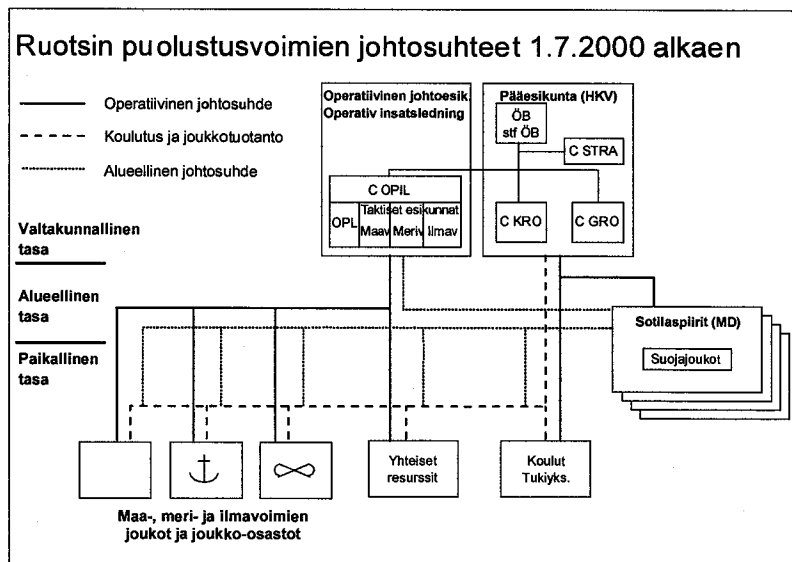 Ruotsin puolustusvoimien johtosuhteet 1.7.2000 alkaen
Operatiivinen johtosuhde
Koulutus ja joukkotuotanto
Alueellinen johtosuhde
Operatiivinen johtoesik.
Operativ insatsledning
C OPIL
Taktiset esikunnat
OPL
Maav
Meriv
Ilmav
Pääesikunta (HKV)
ÖB
stf ÖB
C STRA
C KRO
C GRO
Valtakunnallinen
tasa
Alueellinen
tasa
Paikallinen
tasa
Sotilaspiirit (MD)
Suojajoukot
Yhteiset
resurssit
Koulut
Tukiyks.
Maa-, meri- ja ilmavoimien
joukot ja joukko-osastot